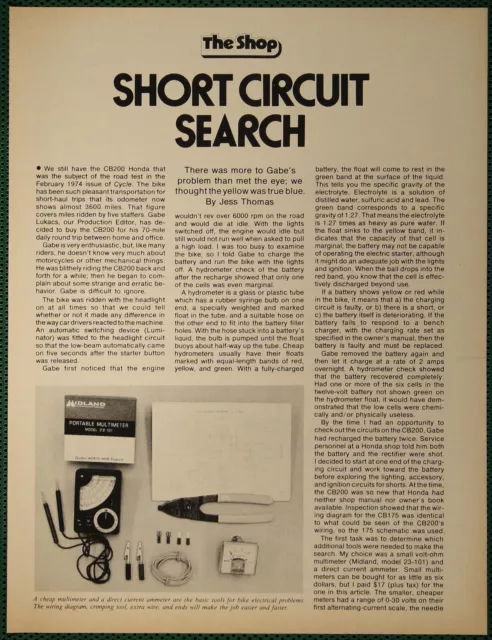 The Shop
SHORT CIRCUIT
SEARCH
● We still have the CB200 Honda that
was the subject of the road test in the
February 1974 issue of Cycle. The bike
has been such pleasant transportation for
short-haul trips that its odometer now
shows almost 3600 miles. That figure
covers miles ridden by five staffers. Gabe
Lukacs, our Production Editor, has de-
cided to buy the CB200 for his 70-mile
daily round trip between home and office.
Gabe is very enthusiastic, but, like many
riders, he doesn't know very much about
motorcycles or other mechanical things.
He was blithely riding the CB200 back and
forth for a while; then he began to com-
plain about some strange and erratic be-
havior. Gabe is difficult to ignore.
The bike was ridden with the headlight
on at all times so that we could tell
whether or not it made any difference in
the way car drivers reacted to the machine.
An automatic switching device (Lumi-
nator) was fitted to the headlight circuit
so that the low-beam automatically came
on five seconds after the starter button
was released.
Gabe first noticed that the engine
There was more to Gabe's
problem than met the eye; we
thought the yellow was true blue.
By Jess Thomas
wouldn't rev over 6000 rpm on the road
and would die at idle. With the lights
switched off, the engine would idle but
still would not run well when asked to pull
a high load. I was too busy to examine
the bike, so I told Gabe to charge the
battery and run the bike with the lights
off. A hydrometer check of the battery
after the recharge showed that only one
of the cells was even marginal.
A hydrometer is a glass or plastic tube
which has a rubber syringe bulb on one
end, a specially weighted and marked
float in the tube, and a suitable hose on
the other end to fit into the battery filler
holes. With the hose stuck into a battery's
liquid, the bulb is pumped until the float
buoys about half-way up the tube. Cheap
hydrometers usually have their floats
marked with equal-length bands of red,
yellow, and green. With a fully-charged
battery, the float will come to rest in the
green band at the surface of the liquid.
This tells you the specific gravity of the
electrolyte. Electrolyte is a solution of
distilled water, sulfuric acid and lead. The
green band corresponds to a specific
gravity of 1.27. That means the electrolyte
is 1.27 times as heavy as pure water. If
the float sinks to the yellow band, it in-
dicates that the capacity of that cell is
marginal; the battery may not be capable
of operating the electric starter, although
it might do an adequate job with the lights
and ignition. When the ball drops into the
red band, you know that the cell is effec-
tively discharged beyond use.
If a battery shows yellow or red while
in the bike, it means that a) the charging
circuit is faulty, or b) there is a short, or
c) the battery itself is deteriorating. If the
battery fails to respond to a bench
charger, with the charging rate set as
specified in the owner's manual, then the
battery is faulty and must be replaced.
Gabe removed the battery again and
then let it charge at a rate of 2 amps
overnight. A hydrometer check showed
that the battery recovered completely.
Had one or more of the six cells in the
twelve-volt battery not shown green on
the hydrometer float, it would have dem-
onstrated that the low cells were chemi-
cally and/or physically useless.
By the time I had an opportunity to
check out the circuits on the CB200, Gabe
had recharged the battery twice. Service
personnel at a Honda shop told him both
the battery and the rectifier were shot.
I decided to start at one end of the charg-
ing circuit and work toward the battery
before exploring the lighting, accessory,
and ignition circuits for shorts. At the time,
the CB200 was so new that Honda had
neither shop manual nor owner's book
available. Inspection showed that the wir-
ing diagram for the CB175 was identical
to what could be seen of the CB200's
wiring, so the 175 schematic was used.
The first task was to determine which
additional tools were needed to make the
search. My choice was a small volt-ohm
multimeter (Midland, model 23-101) and
a direct current ammeter. Small multi-
meters can be bought for as little as six
dollars, but I paid $17 (plus tax) for the
one in this article. The smaller, cheaper
meters had a range of 0-30 volts on their
first alternating-current scale, the needle
MIDLAND
PORTABLE MULTIMETER
MODEL 23-101
A cheap multimeter and a direct current ammeter are the basic tools for bike electrical problems.
The wiring diagram, crimping tool, extra wire, and ends will make the job easier and faster.